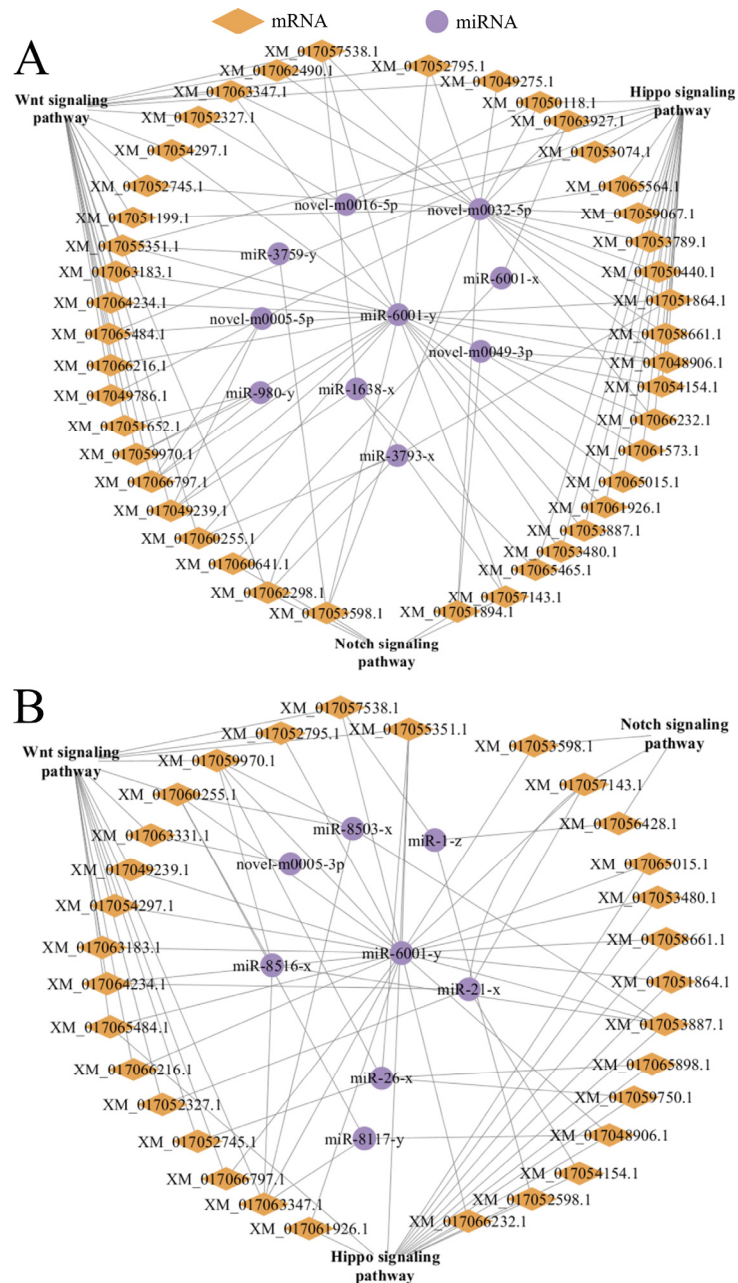 mRNA
miRNA
A
XM_017057538.1
XM_017062490.1
XM_017052795.1
XM_017063347.1
XM_017049275.1
Wnt signaling
pathway
Hippo signaling
pathway
XM_017050118.1
XM_017052327.1
XM_017063927.1
XM_017054297.1
XM_017053074.1
XM_017052745.1
XM_017065564.1
novel-m0016-5p
novel-m0032-5p
XM_017051199.1
XM_017059067.1
XM_017055351.1
XM_017053789.1
miR-3759-y
XM_017063183.1
XM_017050440.1
miR-6001-x
XM_017064234.1
XM_017051864.1
novel-m0005-5p
miR-6001-y
XM_017065484.1
XM_017058661.1
novel-m0049-3p
XM_017066216.1
XM_017048906.1
XM_017054154.1
XM_017049786.1
miR-980-y
miR-1638-x
XM_017051652.1
XM_017066232.1
XM_017059970.1
miR-3793-x
XM_017061573.1
XM_017066797.1
XM_017065015.1
XM_017049239.1
XM_017061926.1
XM_017060255.1
XM_017053887.1
XM_017053480.1
XM_017060641.1
XM_017065465.1
XM_017062298.1
XM_017057143.1
XM_017053598.1
XM_017051894.1
Notch signaling
pathway
B
XM_017057538.1
XM_017052795.1
XM_017055351.1
Notch signaling
pathway
Wnt signaling
pathway
XM_017053598.1
XM_017059970.1
XM_017057143.1
XM_017060255.1
XM_017056428.1
XM_017063331.1
miR-8503-x
miR-1-z
novel-m0005-3p
XM_017065015.1
XM_017049239.1
XM_017053480.1
XM_017054297.1
XM_017058661.1
XM_017063183.1
miR-6001-y
miR-8516-x
XM_017051864.1
XM_017064234.1
miR-21-x
XM_017065484.1
XM_017053887.1
XM_017066216.1
XM_017065898.1
miR-26-x
XM_017052327.1
XM_017059750.1
XM_017052745.1
miR-8117-y
XM_017048906.1
XM_017066797.1
XM_017054154.1
XM_017063347.1
XM_017052598.1
XM_017061926.1
XM_017066232.1
Hippo signaling
pathway